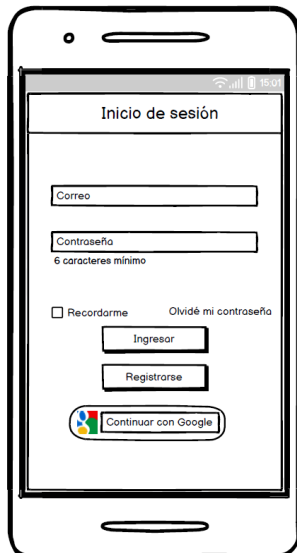 15:01
Inicio de sesión
Correo
Contraseña
6 caracteres mínimo
Recordarme Olvidé mi contraseña
Ingresar
Registrarse
Continuar con Google